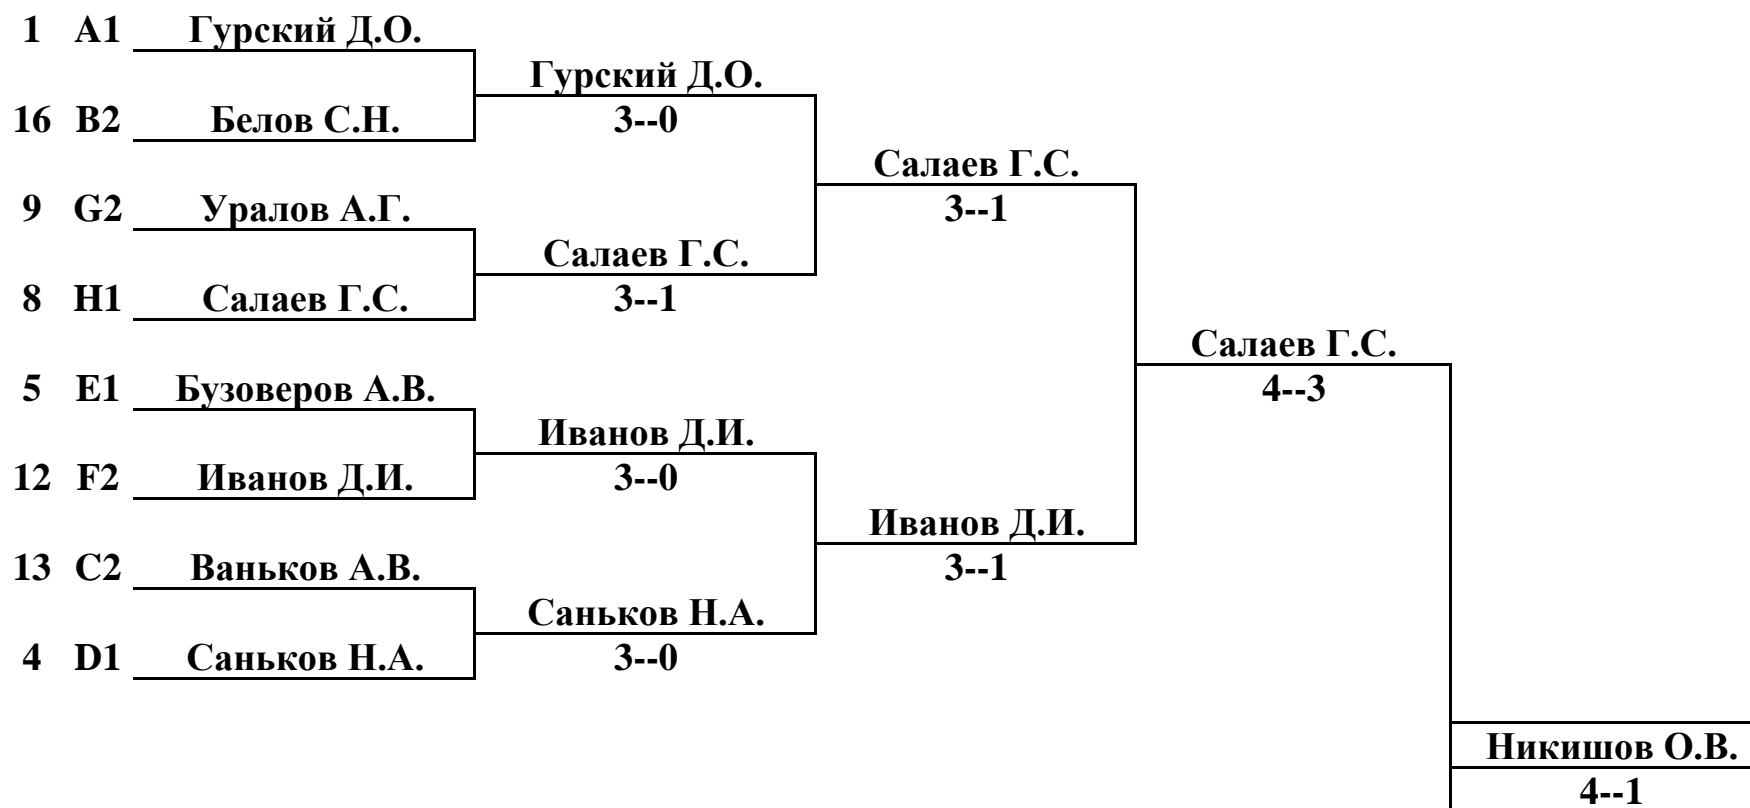 1 A1 Гурский Д.О.
Гурский Д.О.
16 B2 Белов С.Н. 3--0
Салаев Г.С.
9 G2 Уралов А.Г. 3--1
Салаев Г.С.
8 H1 Салаев Г.С. 3--1
Салаев Г.С.
5 E1 Бузоверов А.В. 4--3
Иванов Д.И.
12 F2 Иванов Д.И. 3--0
Иванов Д.И.
13 C2 Ваньков А.В. 3--1
Саньков Н.А.
4 D1 Саньков Н.А. 3--0
Никишов О.В.
4--1